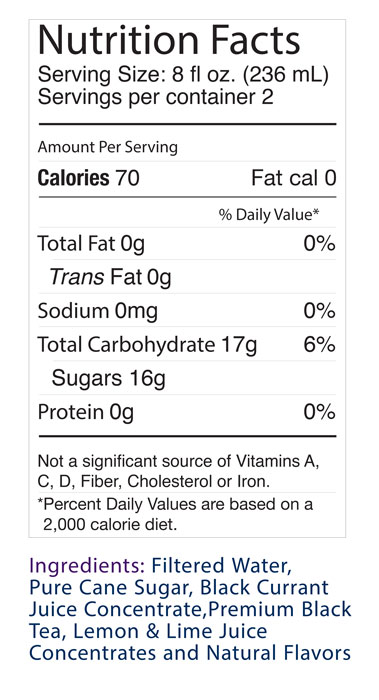 Nutrition Facts
Serving Size: 8 fl oz. (236 mL)
Servings per container 2
Amount Per Serving
Calories 70 Fat cal 0
% Daily Value*
Total Fat 0g 0%
Trans Fat 0g
Sodium 0mg 0%
Total Carbohydrate 17g 6%
Sugars 16g
Protein 0g 0%
Not a significant source of Vitamins A,
C, D, Fiber, Cholesterol or Iron.
*Percent Daily Values are based on a
2,000 calorie diet.
Ingredients: Filtered Water,
Pure Cane Sugar, Black Currant
Juice Concentrate,Premium Black
Tea, Lemon & Lime Juice
Concentrates and Natural Flavors